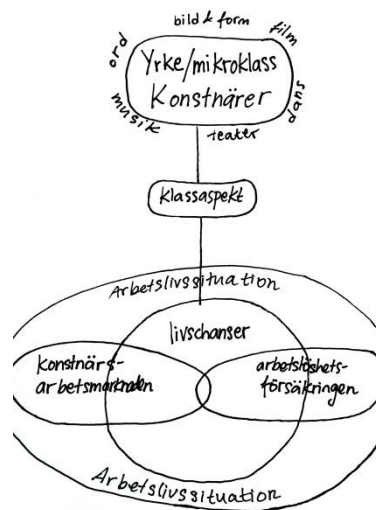 bild & form
film
ord
Yrke/mikroklass
Konstnärer
musik
teater
dans
klassaspekt
Arbetslivssituation
livschanser
konstnärs-
arbetsmarknaden
arbetslöshets-
försäkringen
Arbetslivssituation